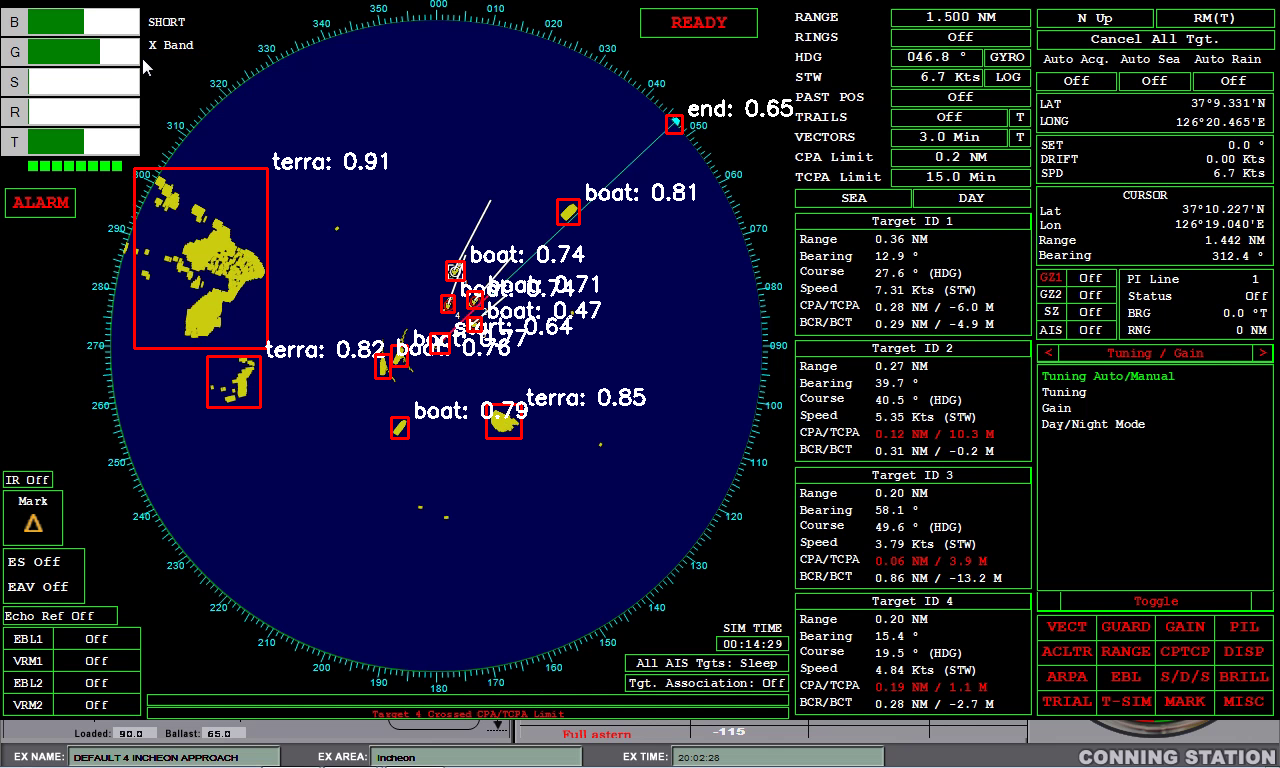 B
G
S
R
T
SHORT
X Band
ALARM
READY
000
010
020
030
040
050
060
070
080
090
100
110
120
130
140
150
160
170
180
190
200
210
220
230
240
250
260
270
280
290
300
310
320
330
340
350
end: 0.65
terra: 0.91
boat: 0.81
boat: 0.74
boat: 0.71
boat: 0.74
boat: 0.47
start: 0.64
boat: 0.76
terra: 0.82
boat: 0.79
terra: 0.85
IR Off
Mark
ES Off
EAV Off
Echo Ref Off
EBL1 Off
VRM1 Off
EBL2 Off
VRM2 Off
SIM TIME
00:14:29
All AIS Tgts: Sleep
Tgt. Association: Off
Target 4 Crossed CPA/TCPA Limit
RANGE 1.500 NM
RINGS Off
HDG 046.8 ° GYRO
STW 6.7 Kts LOG
PAST POS Off
TRAILS Off T
VECTORS 3.0 Min T
CPA Limit 0.2 NM
TCPA Limit 15.0 Min
SEA DAY
Target ID 1
Range 0.36 NM
Bearing 12.9 °
Course 27.6 ° (HDG)
Speed 7.31 Kts (STW)
CPA/TCPA 0.28 NM / -6.0 M
BCR/BCT 0.29 NM / -4.9 M
Target ID 2
Range 0.27 NM
Bearing 39.7 °
Course 40.5 ° (HDG)
Speed 5.35 Kts (STW)
CPA/TCPA 0.12 NM / 10.3 M
BCR/BCT 0.31 NM / -0.2 M
Target ID 3
Range 0.20 NM
Bearing 58.1 °
Course 49.6 ° (HDG)
Speed 3.79 Kts (STW)
CPA/TCPA 0.06 NM / 3.9 M
BCR/BCT 0.86 NM / -13.2 M
Target ID 4
Range 0.20 NM
Bearing 15.4 °
Course 19.5 ° (HDG)
Speed 4.84 Kts (STW)
CPA/TCPA 0.19 NM / 1.1 M
BCR/BCT 0.28 NM / -2.7 M
N Up RM(T)
Cancel All Tgt.
Auto Acq. Auto Sea Auto Rain
Off Off Off
LAT 37°9.331'N
LONG 126°20.465'E
SET 0.0 °
DRIFT 0.00 Kts
SPD 6.7 Kts
CURSOR
Lat 37°10.227'N
Lon 126°19.040'E
Range 1.442 NM
Bearing 312.4 °
GZ1 Off
GZ2 Off
SZ Off
AIS Off
PI Line 1
Status Off
BRG 0.0 °T
RNG 0 NM
< Tuning / Gain >
Tuning Auto/Manual
Tuning
Gain
Day/Night Mode
Toggle
VECT GUARD GAIN PIL
ACLTR RANGE CPTCP DISP
ARPA EBL S/D/S BRILL
TRIAL T-SIM MARK MISC
Loaded: 90.0 Ballast: 65.0
Full astern -115
EX NAME: DEFAULT 4 INCHEON APPROACH EX AREA: Incheon EX TIME: 20:02:28
CONNING STATION